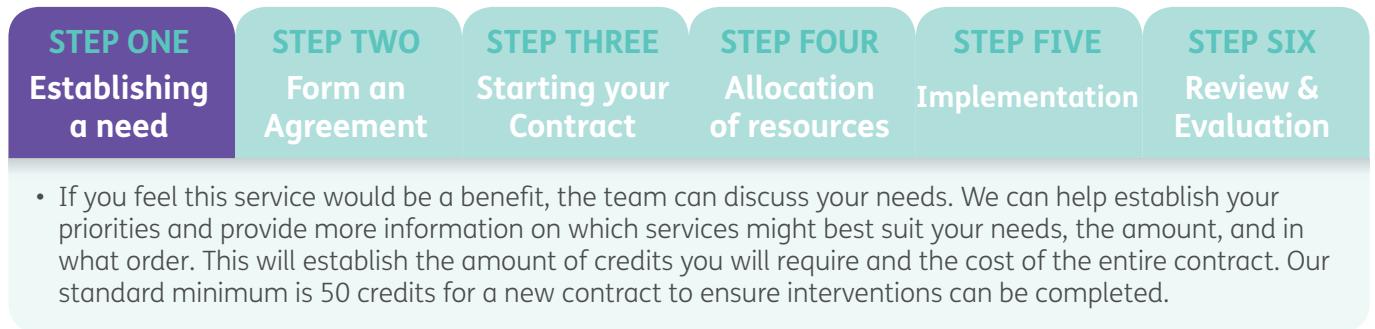 STEP ONE
Establishing
a need
STEP TWO
Form an
Agreement
STEP THREE
Starting your
Contract
STEP FOUR
Allocation
of resources
STEP FIVE
Implementation
STEP SIX
Review &
Evaluation
• If you feel this service would be a benefit, the team can discuss your needs. We can help establish your
priorities and provide more information on which services might best suit your needs, the amount, and in
what order. This will establish the amount of credits you will require and the cost of the entire contract. Our
standard minimum is 50 credits for a new contract to ensure interventions can be completed.